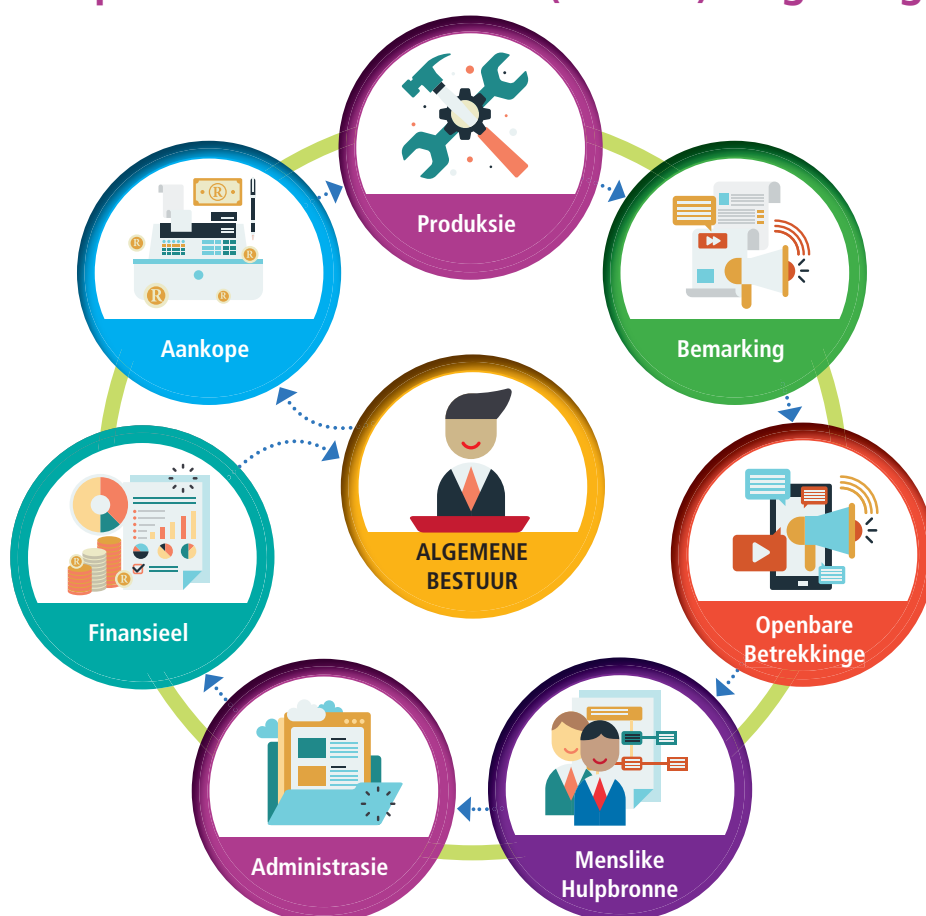 Produksie
Aankope
Bemarking
ALGEMENE
BESTUUR
Finansieel
Openbare
Betrekkinge
Administrasie
Menslike
Hulpbronne